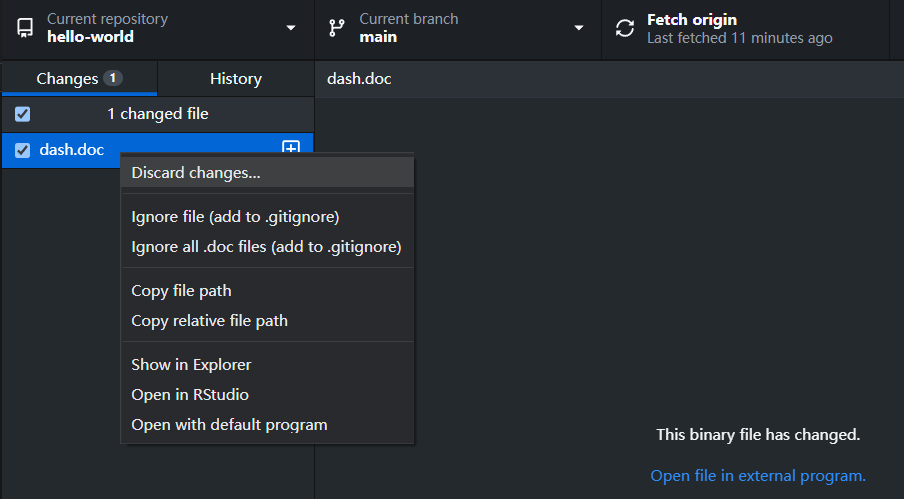 Current repository
hello-world
Current branch
main
Fetch origin
Last fetched 11 minutes ago
Changes 1
History
dash.doc
1 changed file
dash.doc
Discard changes...
Ignore file (add to .gitignore)
Ignore all .doc files (add to .gitignore)
Copy file path
Copy relative file path
Show in Explorer
Open in RStudio
Open with default program
This binary file has changed.
Open file in external program.